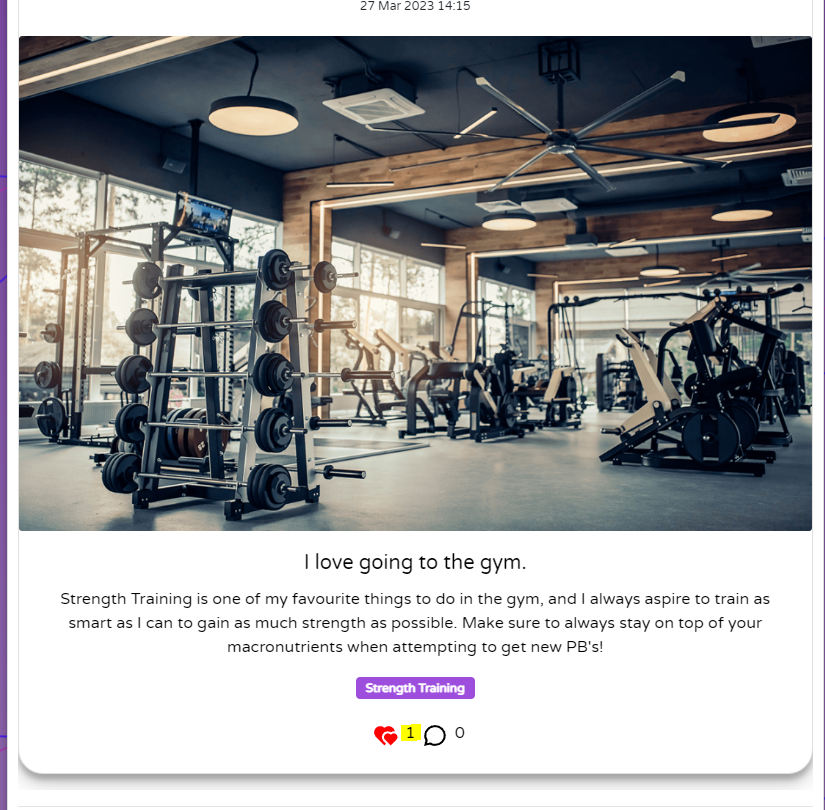 27 Mar 2023 14:15
I love going to the gym.
Strength Training is one of my favourite things to do in the gym, and I always aspire to train as
smart as I can to gain as much strength as possible. Make sure to always stay on top of your
macronutrients when attempting to get new PB's!
Strength Training
1 0